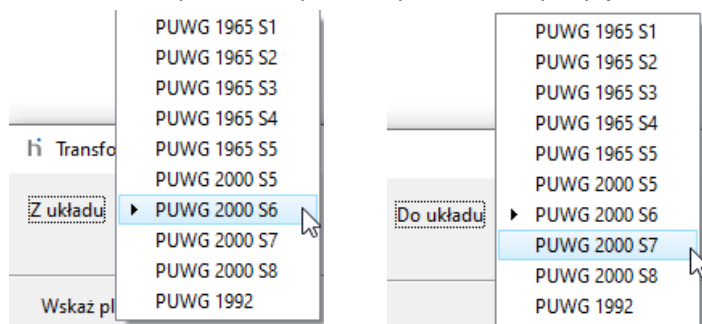 PUWG 1965 S1
PUWG 1965 S2
PUWG 1965 S3
PUWG 1965 S4
PUWG 1965 S5
PUWG 2000 S5
PUWG 2000 S6
PUWG 2000 S7
PUWG 2000 S8
PUWG 1992
hi Transfo
Z układu
Wskaż pl
PUWG 1965 S1
PUWG 1965 S2
PUWG 1965 S3
PUWG 1965 S4
PUWG 1965 S5
PUWG 2000 S5
PUWG 2000 S6
PUWG 2000 S7
PUWG 2000 S8
PUWG 1992
Do układu